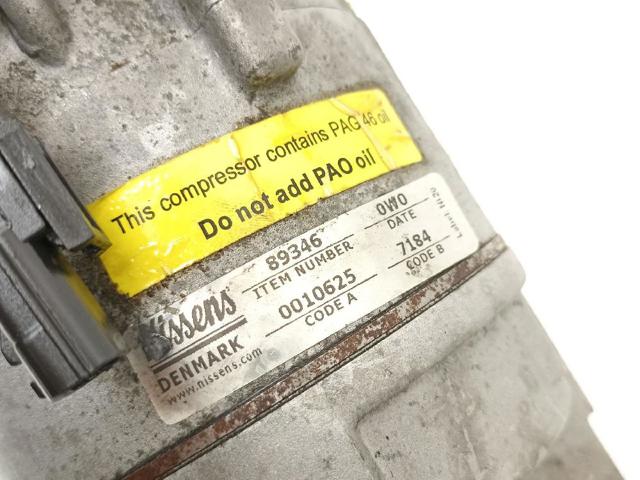 This compressor contains PAG 46 oil
Do not add PAO oil
Nissens
DENMARK
www.nissens.com
89346
ITEM NUMBER
0010625
CODE A
0W0
DATE
7184
CODE B